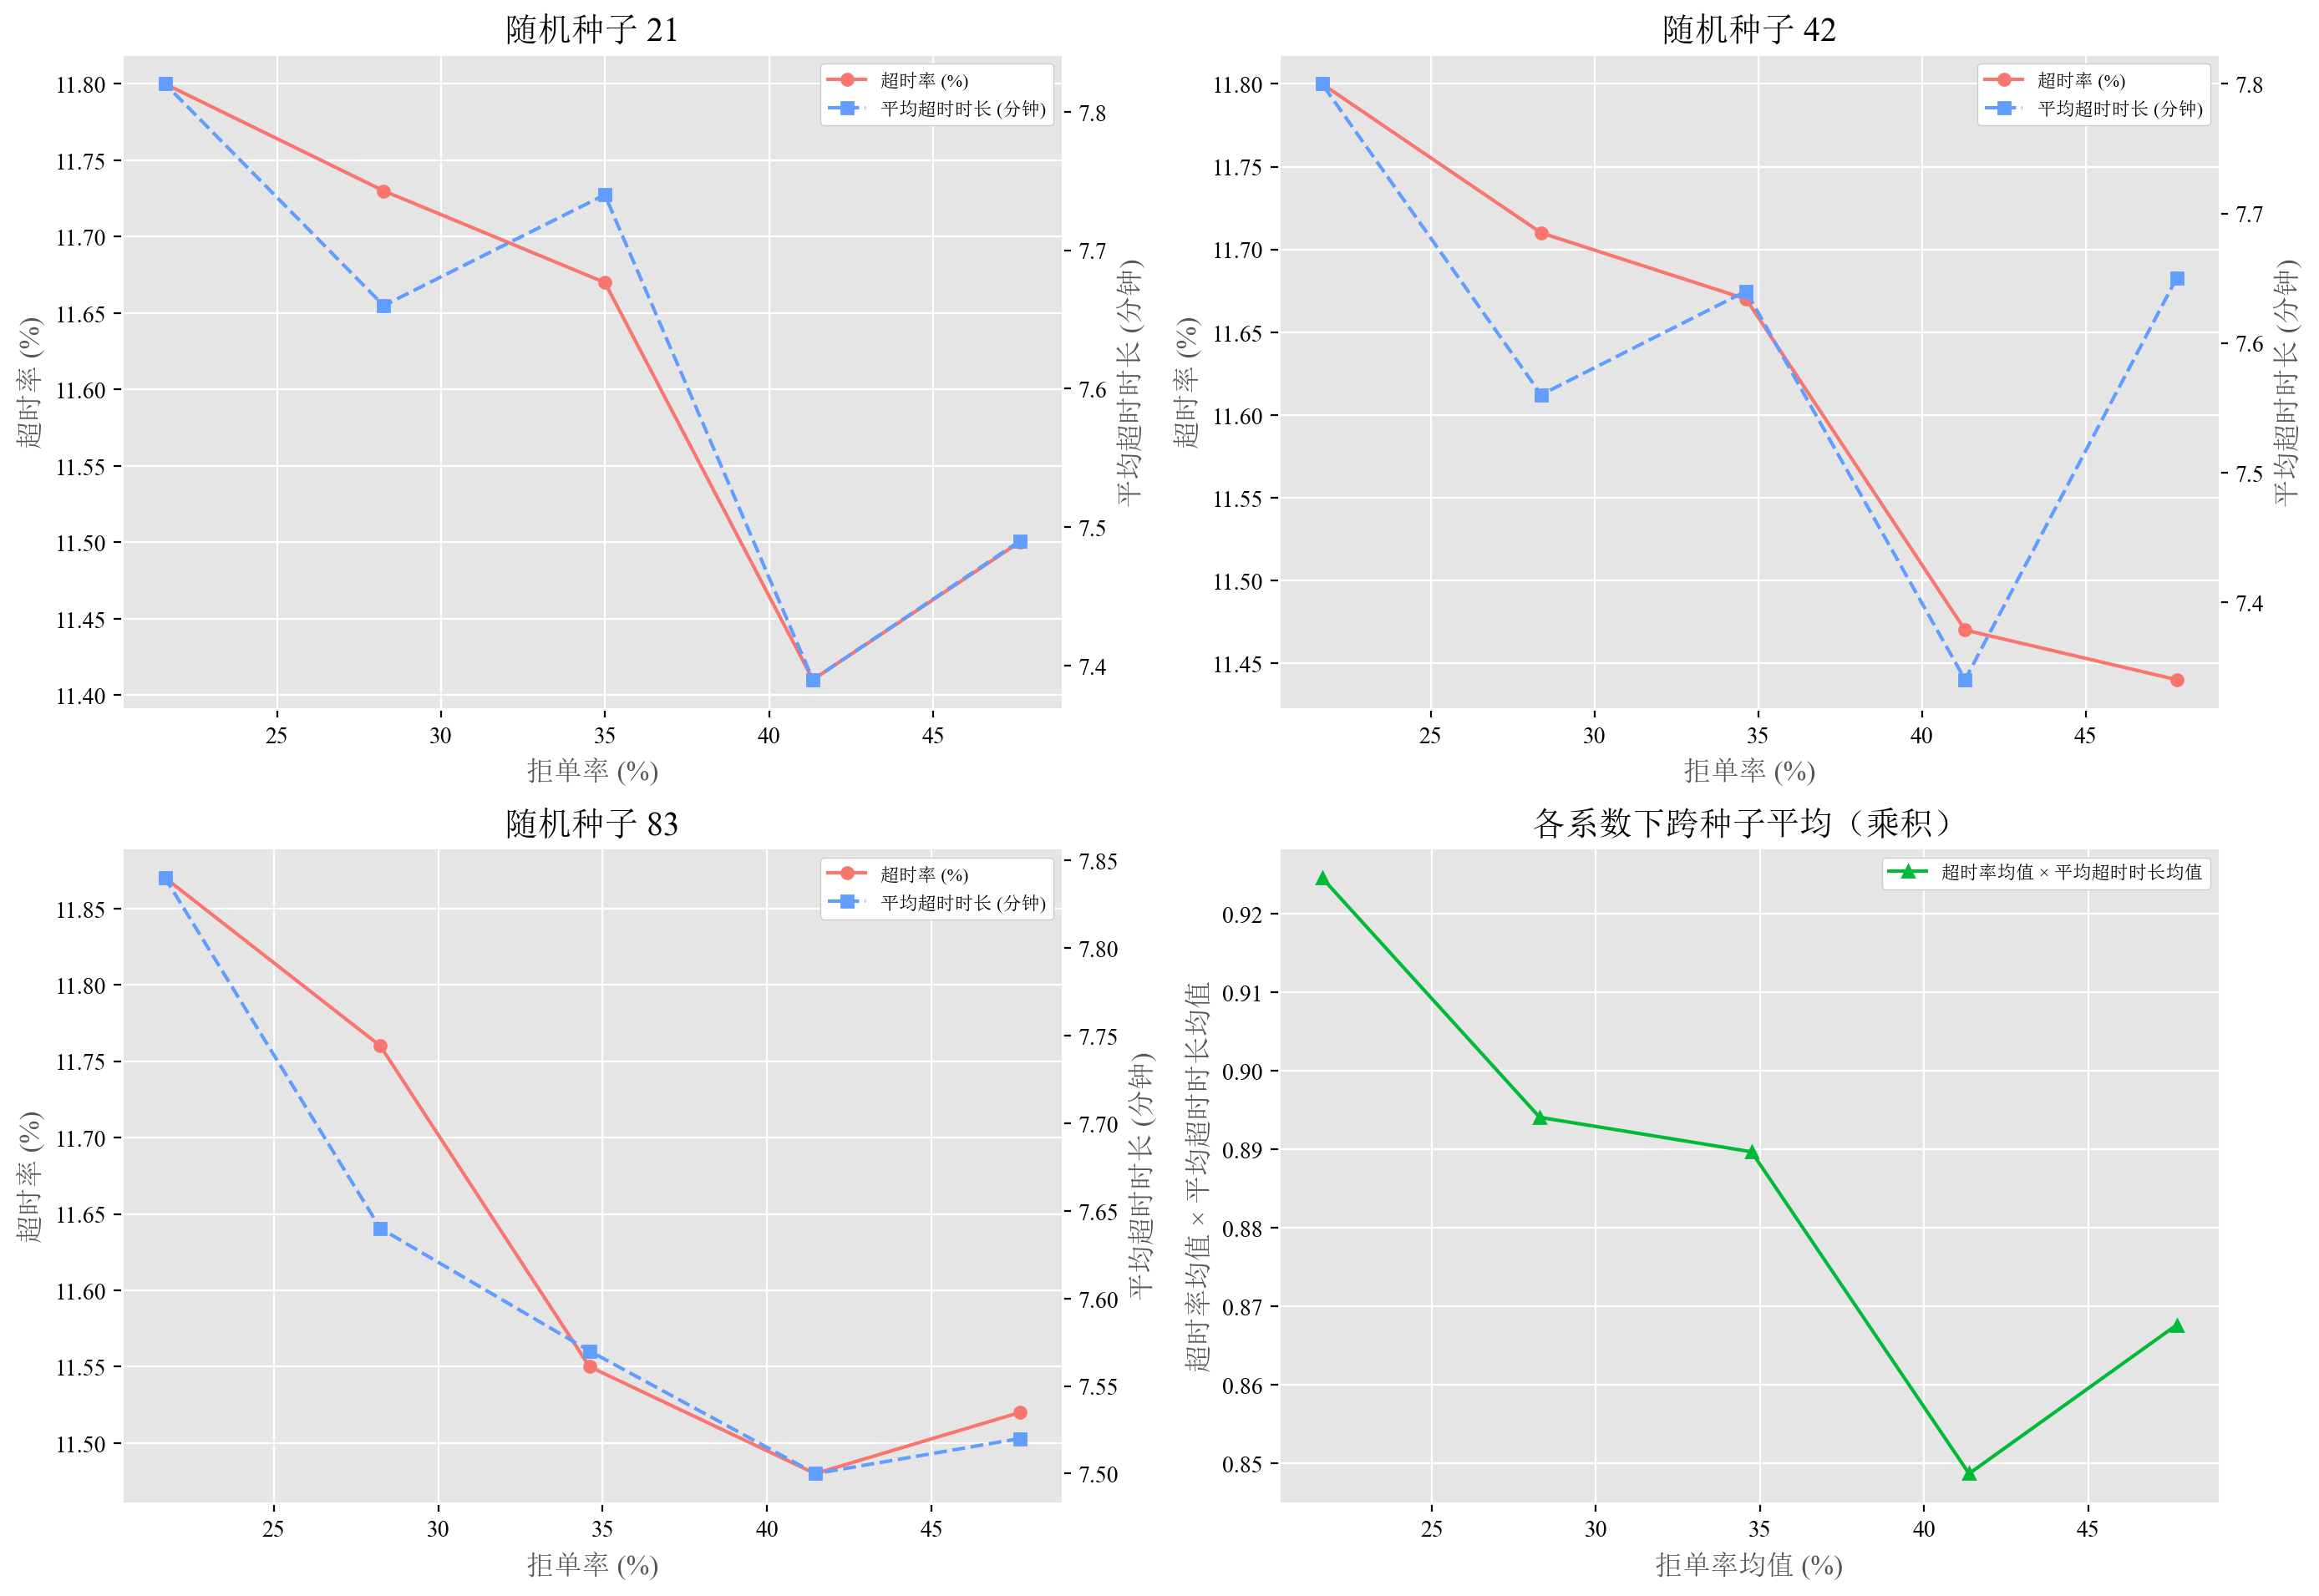 随机种子 21
超时率 (%)
平均超时时长 (分钟)
11.80
11.75
11.70
11.65
11.60
11.55
11.50
11.45
11.40
超时率 (%)
7.8
7.7
7.6
7.5
7.4
平均超时时长 (分钟)
25 30 35 40 45
拒单率 (%)
随机种子 42
超时率 (%)
平均超时时长 (分钟)
11.80
11.75
11.70
11.65
11.60
11.55
11.50
11.45
超时率 (%)
7.8
7.7
7.6
7.5
7.4
平均超时时长 (分钟)
25 30 35 40 45
拒单率 (%)
随机种子 83
超时率 (%)
平均超时时长 (分钟)
11.85
11.80
11.75
11.70
11.65
11.60
11.55
11.50
超时率 (%)
7.85
7.80
7.75
7.70
7.65
7.60
7.55
7.50
平均超时时长 (分钟)
25 30 35 40 45
拒单率 (%)
各系数下跨种子平均（乘积）
超时率均值 × 平均超时时长均值
0.92
0.91
0.90
0.89
0.88
0.87
0.86
0.85
超时率均值 × 平均超时时长均值
25 30 35 40 45
拒单率均值 (%)